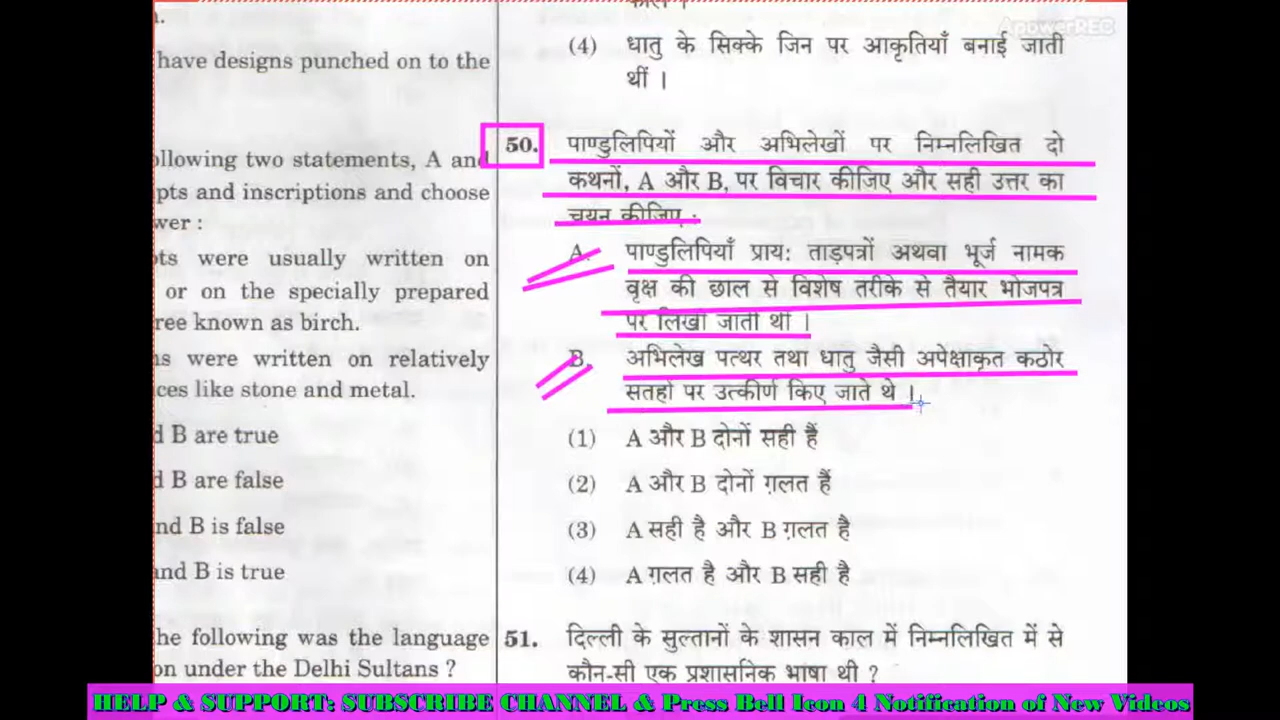 n.
have designs punched on to the
ollowing two statements, A and
pts and inscriptions and choose
wer :
ots were usually written on
or on the specially prepared
ree known as birch.
ns were written on relatively
ces like stone and metal.
d B are true
d B are false
nd B is false
and B is true
he following was the language
on under the Delhi Sultans ?
ApowerREC
(4) धातु के सिक्के जिन पर आकृतियाँ बनाई जाती
थीं ।
50. पाण्डुलिपियों और अभिलेखों पर निम्नलिखित दो
कथनों, A और B, पर विचार कीजिए और सही उत्तर का
चयन कीजिए :
A. पाण्डुलिपियाँ प्राय: ताड़पत्रों अथवा भूर्ज नामक
वृक्ष की छाल से विशेष तरीके से तैयार भोजपत्र
पर लिखी जाती थी ।
B. अभिलेख पत्थर तथा धातु जैसी अपेक्षाकृत कठोर
सतहों पर उत्कीर्ण किए जाते थे ।
(1) A और B दोनों सही हैं
(2) A और B दोनों ग़लत हैं
(3) A सही है और B ग़लत है
(4) A ग़लत है और B सही है
51. दिल्ली के सुल्तानों के शासन काल में निम्नलिखित में से
कौन-सी एक प्रशासनिक भाषा थी ?
HELP & SUPPORT: SUBSCRIBE CHANNEL & Press Bell Icon 4 Notification of New Videos